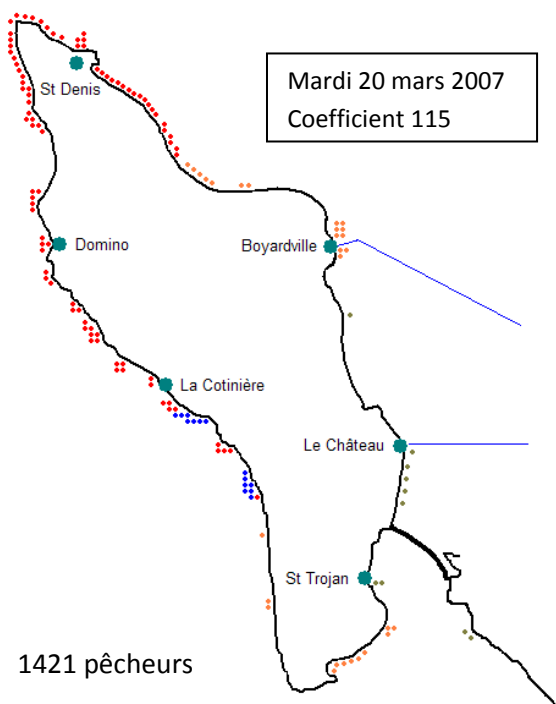 Mardi 20 mars 2007
Coefficient 115
St Denis
Domino
Boyardville
La Cotinière
Le Château
St Trojan
1421 pêcheurs